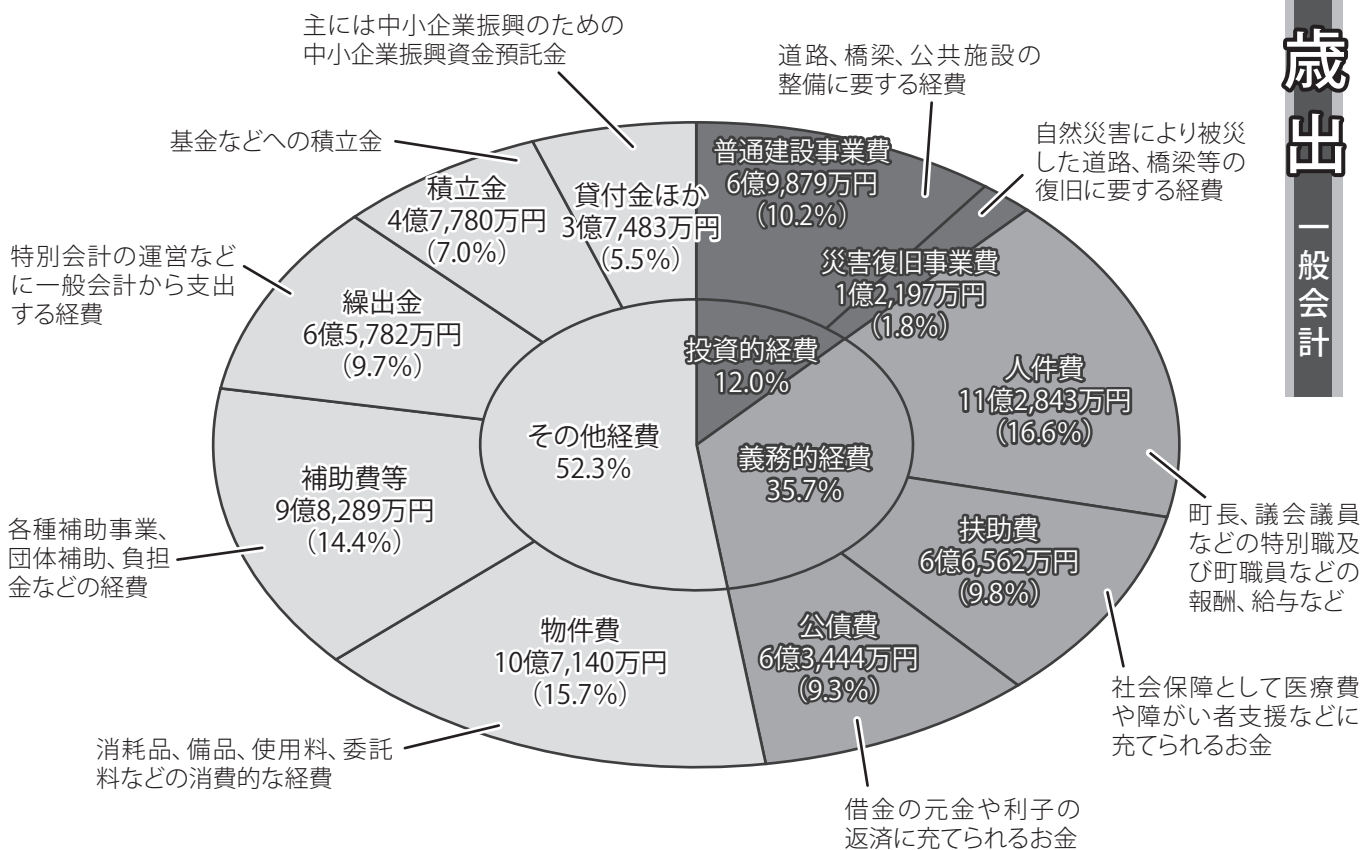 歳出
一般会計
主には中小企業振興のための
中小企業振興資金預託金
道路、橋梁、公共施設の
整備に要する経費
基金などへの積立金
自然災害により被災
した道路、橋梁等の
復旧に要する経費
特別会計の運営など
に一般会計から支出
する経費
普通建設事業費
6億9,879万円
(10.2%)
災害復旧事業費
1億2,197万円
(1.8%)
積立金
4億7,780万円
(7.0%)
貸付金ほか
3億7,483万円
(5.5%)
繰出金
6億5,782万円
(9.7%)
投資的経費
12.0%
人件費
11億2,843万円
(16.6%)
その他経費
52.3%
義務的経費
35.7%
補助費等
9億8,289万円
(14.4%)
各種補助事業、
団体補助、負担
金などの経費
町長、議会議員
などの特別職及
び町職員などの
報酬、給与など
扶助費
6億6,562万円
(9.8%)
公債費
6億3,444万円
(9.3%)
物件費
10億7,140万円
(15.7%)
社会保障として医療費
や障がい者支援などに
充てられるお金
消耗品、備品、使用料、委託
料などの消費的な経費
借金の元金や利子の
返済に充てられるお金